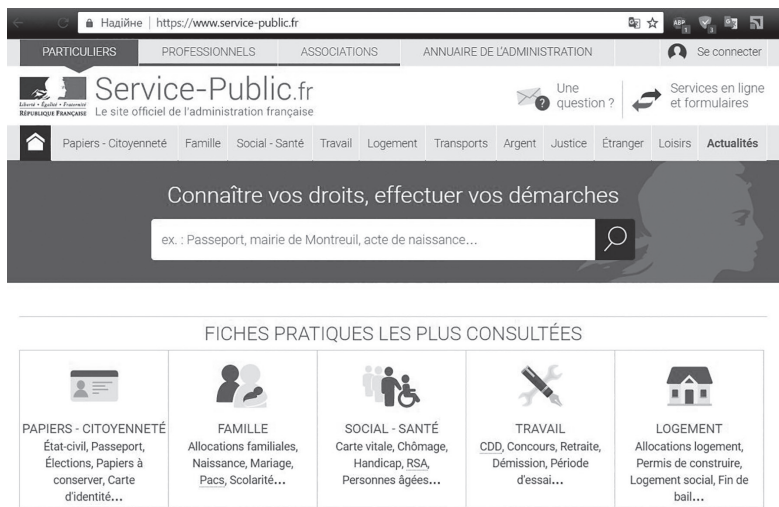 Надійне | https://www.service-public.fr
ABP 1 3
PARTICULIERS PROFESSIONNELS ASSOCIATIONS ANNUAIRE DE L'ADMINISTRATION Se connecter
Liberté • Égalité • Fraternité
RÉPUBLIQUE FRANÇAISE
Service-Public.fr
Le site officiel de l'administration française
Une question ?
Services en ligne et formulaires
Papiers - Citoyenneté Famille Social - Santé Travail Logement Transports Argent Justice Étranger Loisirs Actualités
Connaître vos droits, effectuer vos démarches
ex. : Passeport, mairie de Montreuil, acte de naissance...
FICHES PRATIQUES LES PLUS CONSULTÉES
PAPIERS - CITOYENNETÉ
État-civil, Passeport,
Élections, Papiers à
conserver, Carte
d'identité...
FAMILLE
Allocations familiales,
Naissance, Mariage,
Pacs, Scolarité...
SOCIAL - SANTÉ
Carte vitale, Chômage,
Handicap, RSA,
Personnes âgées...
TRAVAIL
CDD, Concours, Retraite,
Démission, Période
d'essai...
LOGEMENT
Allocations logement,
Permis de construire,
Logement social, Fin de
bail...